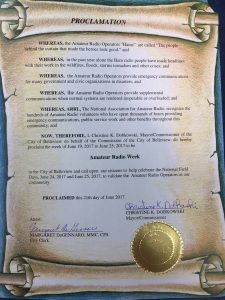 PROCLAMATION
WHEREAS, the Amateur Radio Operators "Hams" are called "The people
behind the curtain that made the heroes look good." and
WHEREAS, in the past year alone the Ham radio people have made headlines
with their work in the wildfires, floods, storms tornadoes and other crises; and
WHEREAS, the Amateur Radio Operators provide emergency communications
for many government and civic organizations in disasters; and
WHEREAS, the Amateur Radio Operators provide supplemental
communications when normal systems are rendered inoperable or overloaded; and
WHEREAS, ARRL, The National Association for Amateur Radio, recognizes the
hundreds of Amateur Radio volunteers who have spent thousands of hours providing
emergency communications, public service work and other benefits throughout the
community; and
NOW, THEREFORE, I, Christine K. Dobkowski, Mayor/Commissioner of the
City of Belleview on behalf of the Commission of the City of Belleview, do hereby
proclaim the week of June 19, 2017 to June 25, 2017 to be:
Amateur Radio Week
in the City of Belleview and call upon our citizens to help celebrate the National Field
Days, June 24, 2017 and June 25, 2017, to validate the Amateur Radio Operators in our
community.
PROCLAIMED this 20th day of June 2017.
Christine K Dobkowski
CHRISTINE K. DOBKOWSKI
Mayor/Commissioner
Attest:
MARGARET DeGENNARO, MMC, CPR
City Clerk